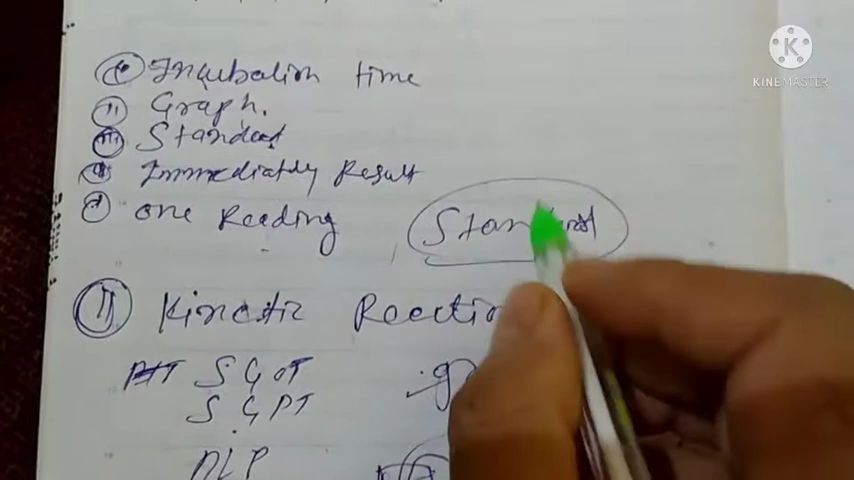 K
KINEMASTER
(i) Incubation time
(ii) Graph.
(iii) Standard
(iv) Immediately Result
(v) one Reading
Standard
(II) Kinetic Reaction
SGOT
SGPT